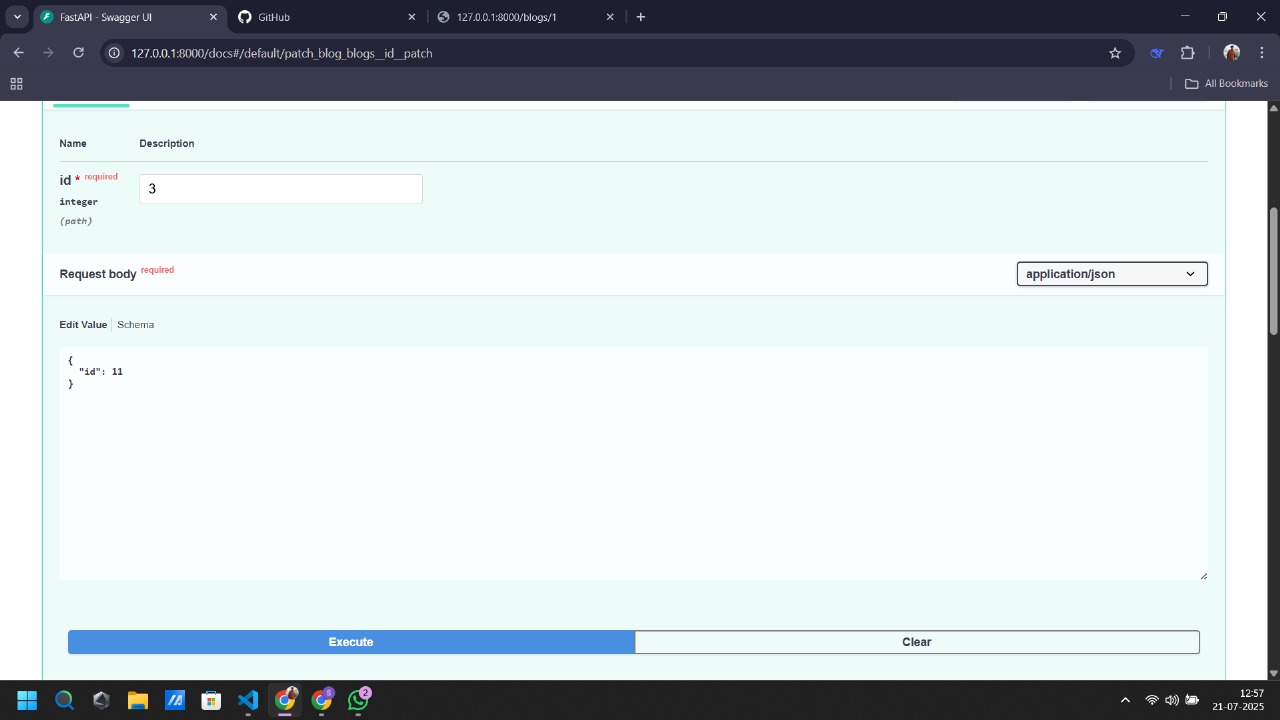 FastAPI - Swagger UI
GitHub
127.0.0.1:8000/blogs/1
127.0.0.1:8000/docs#/default/patch_blog_blogs__id__patch
All Bookmarks
Name Description
id * required
3
integer
(path)
Request body required
application/json
Edit Value Schema
{
"id": 11
}
Execute Clear
S
2
12:57
21-07-2025